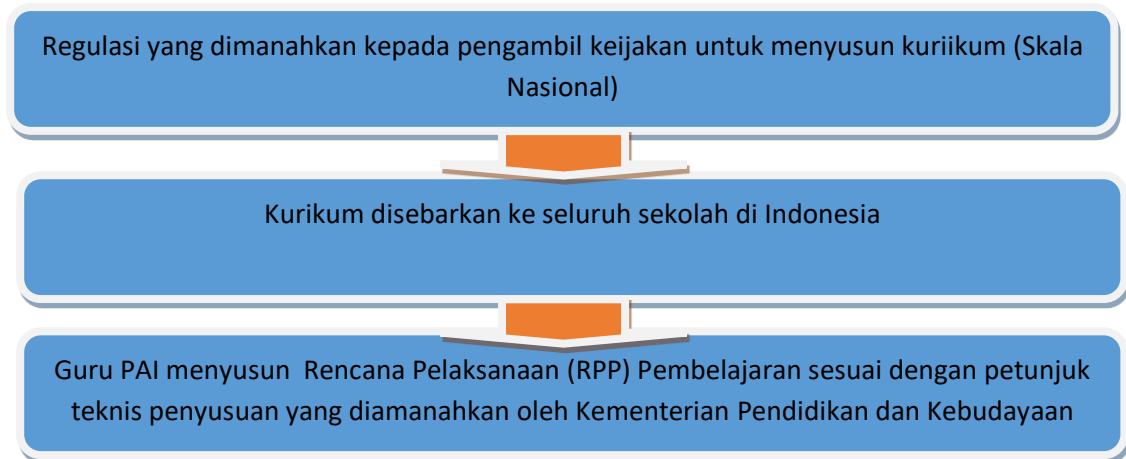 Regulasi yang dimanahkan kepada pengambil keijakan untuk menyusun kuriikum (Skala
Nasional)
Kurikum disebarkan ke seluruh sekolah di Indonesia
Guru PAI menyusun Rencana Pelaksanaan (RPP) Pembelajaran sesuai dengan petunjuk
teknis penyusuan yang diamanahkan oleh Kementerian Pendidikan dan Kebudayaan